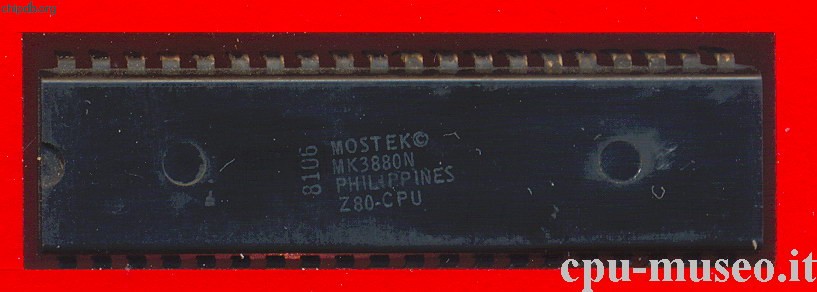 MOSTEK©
MK3880N
PHILIPPINES
Z80-CPU
8106
cpu-museo.it